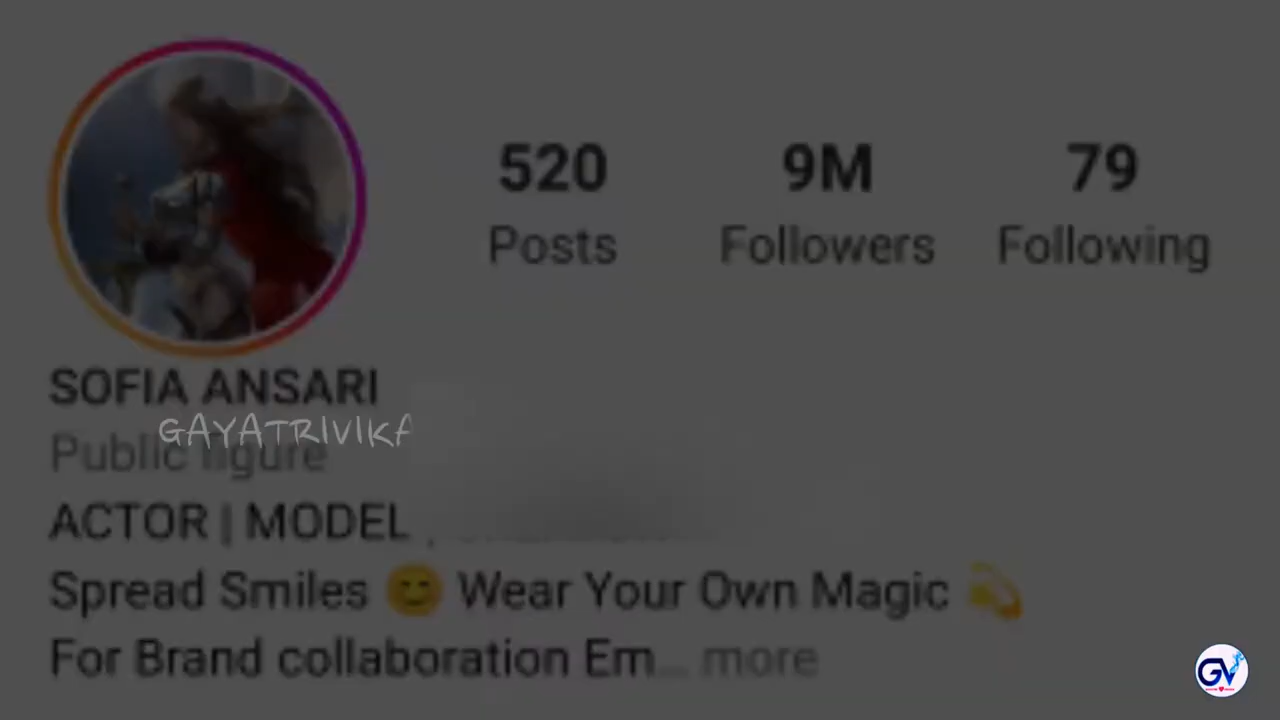 520 9M 79
Posts Followers Following
SOFIA ANSARI
GAYATRIVIKA
Public figure
ACTOR | MODEL
Spread Smiles 😊 Wear Your Own Magic 💫
For Brand collaboration Em... more
GV